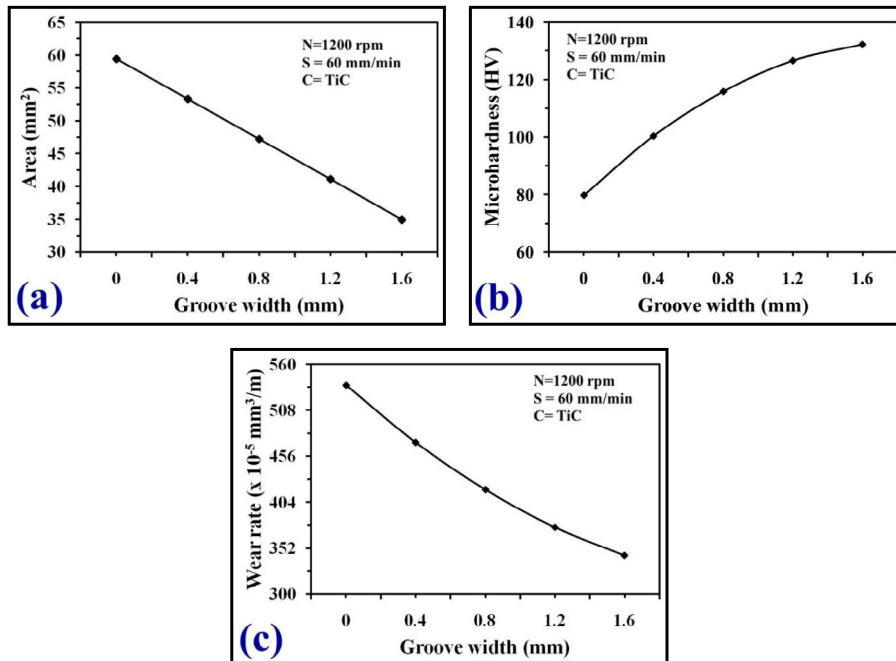 65
60
55
50
45
40
35
30
Area (mm²)
N=1200 rpm
S = 60 mm/min
C= TiC
0 0.4 0.8 1.2 1.6
(a)
Groove width (mm)
140
120
100
80
60
Microhardness (HV)
N=1200 rpm
S = 60 mm/min
C= TiC
0 0.4 0.8 1.2 1.6
(b)
Groove width (mm)
560
508
456
404
352
300
Wear rate (x 10⁻⁵ mm³/m)
N=1200 rpm
S = 60 mm/min
C= TiC
0 0.4 0.8 1.2 1.6
(c)
Groove width (mm)